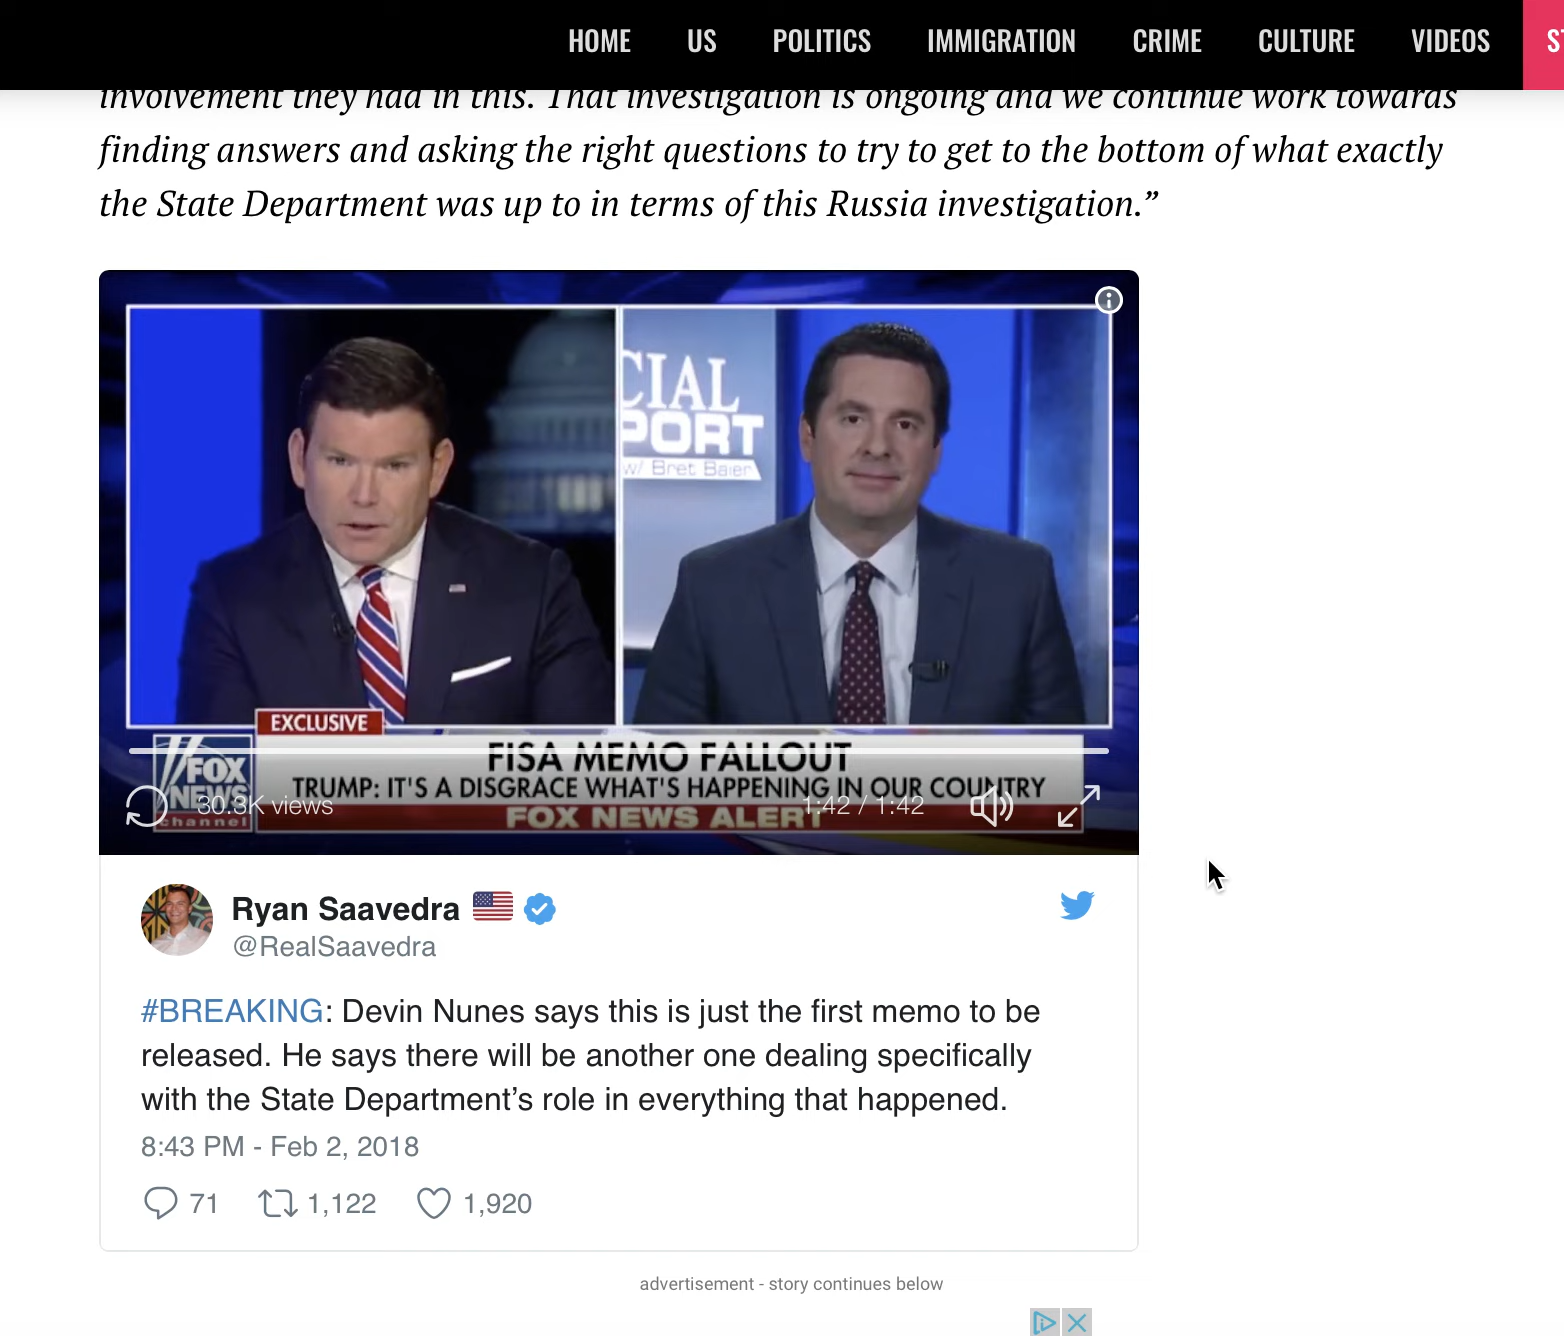 HOME US POLITICS IMMIGRATION CRIME CULTURE VIDEOS
involvement they had in this. That investigation is ongoing and we continue work towards
finding answers and asking the right questions to try to get to the bottom of what exactly
the State Department was up to in terms of this Russia investigation.”
CIAL
PORT
w/ Bret Baier
EXCLUSIVE
FISA MEMO FALLOUT
TRUMP: IT'S A DISGRACE WHAT'S HAPPENING IN OUR COUNTRY
FOX NEWS ALERT
FOX
NEWS
channel
30.3K views
1:42 / 1:42
Ryan Saavedra
@RealSaavedra
#BREAKING: Devin Nunes says this is just the first memo to be
released. He says there will be another one dealing specifically
with the State Department’s role in everything that happened.
8:43 PM - Feb 2, 2018
71 1,122 1,920
advertisement - story continues below